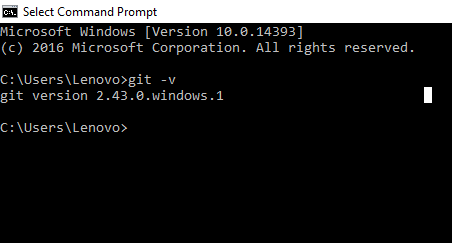 Select Command Prompt
Microsoft Windows [Version 10.0.14393]
(c) 2016 Microsoft Corporation. All rights reserved.
C:\Users\Lenovo>git -v
git version 2.43.0.windows.1
C:\Users\Lenovo>